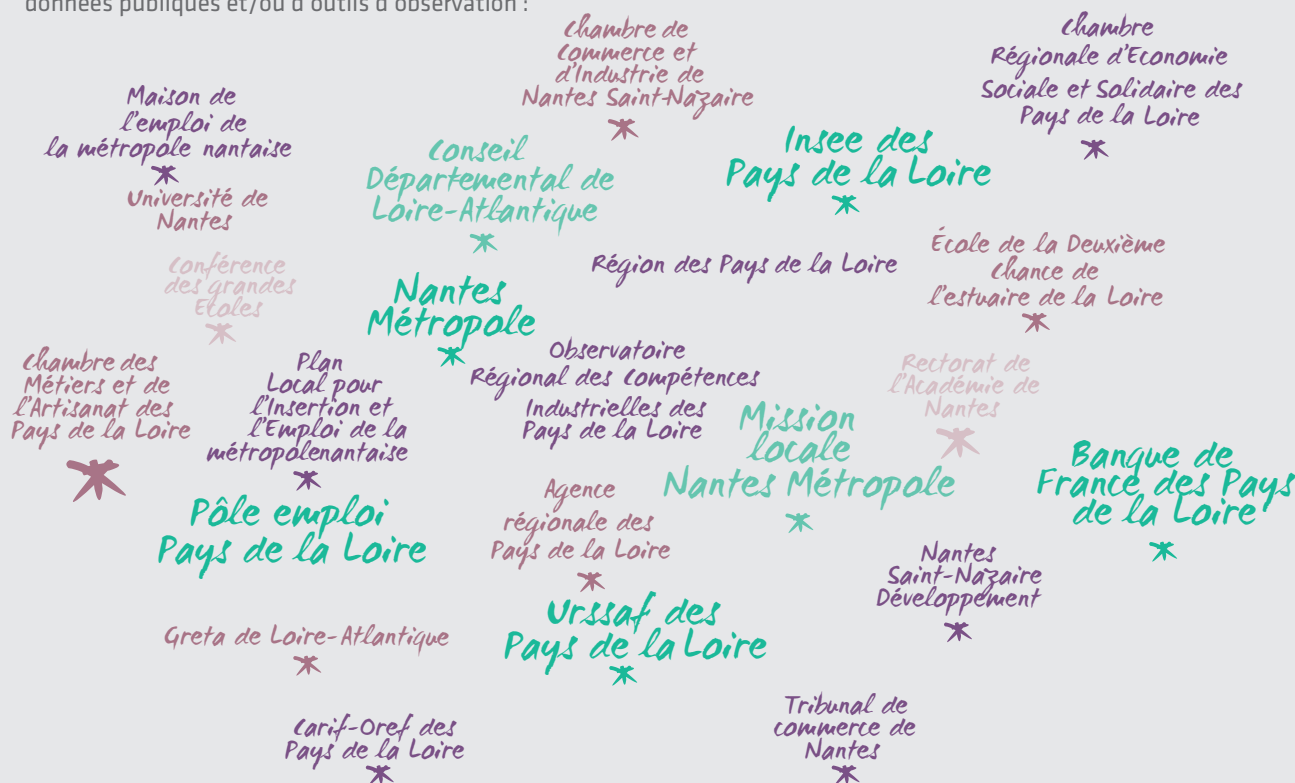 données publiques et/ou d'outils d'observation :
Chambre de
Commerce et
d'Industrie de
Nantes Saint-Nazaire
Chambre
Régionale d'Economie
Sociale et Solidaire des
Pays de la Loire
Maison de
l'emploi de
la métropole nantaise
Conseil
Départemental de
Loire-Atlantique
Insee des
Pays de la Loire
Université de
Nantes
Conférence
des grandes
Etoles
Nantes
Métropole
Région des Pays de la Loire
École de la Deuxième
Chance de
l'estuaire de la Loire
Chambre des
Métiers et de
l'Artisanat des
Pays de la Loire
Plan
Local pour
l'Insertion et
l'Emploi de la
métropolenantaise
Observatoire
Régional des Compétences
Industrielles des
Pays de la Loire
Rectorat de
l'Académie de
Nantes
Mission
locale
Nantes Métropole
Banque de
France des Pays
de la Loire
Pôle emploi
Pays de la Loire
Agence
régionale des
Pays de la Loire
Nantes
Saint-Nazaire
Développement
Urssaf des
Pays de la Loire
Greta de Loire-Atlantique
Carif-Oref des
Pays de la Loire
Tribunal de
commerce de
Nantes